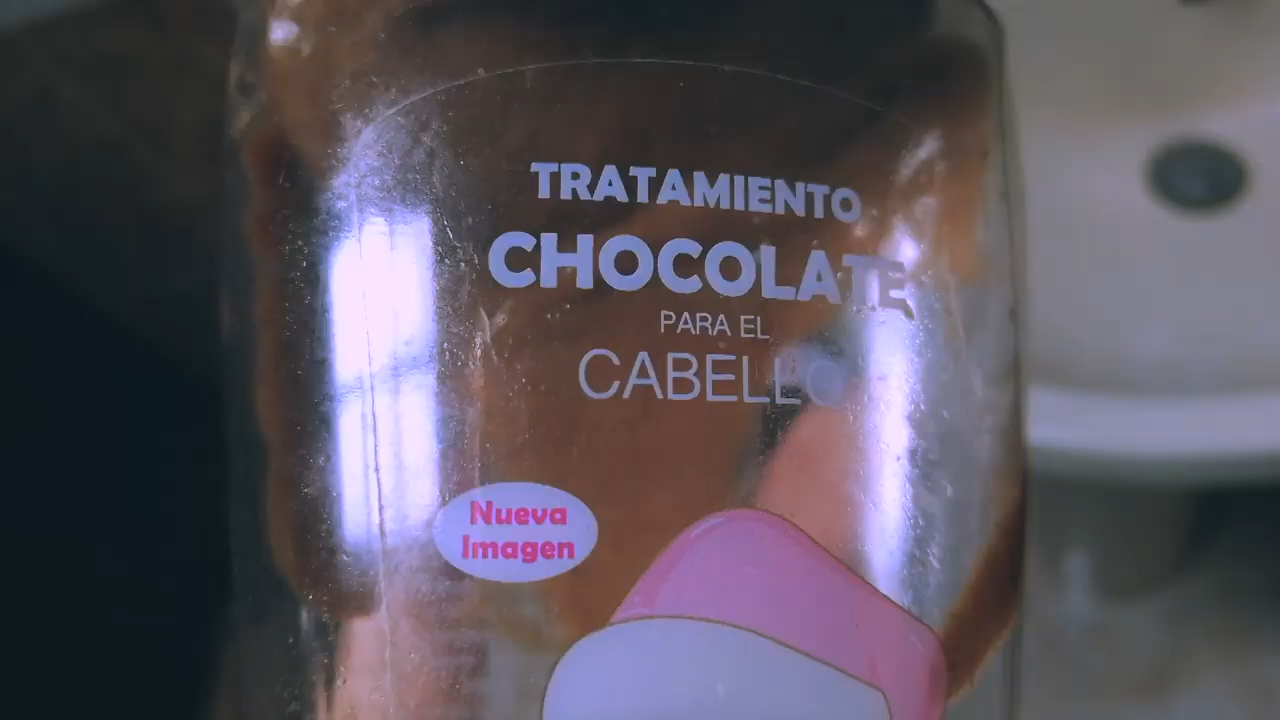 TRATAMIENTO
CHOCOLATE
PARA EL
CABELLO
Nueva
Imagen